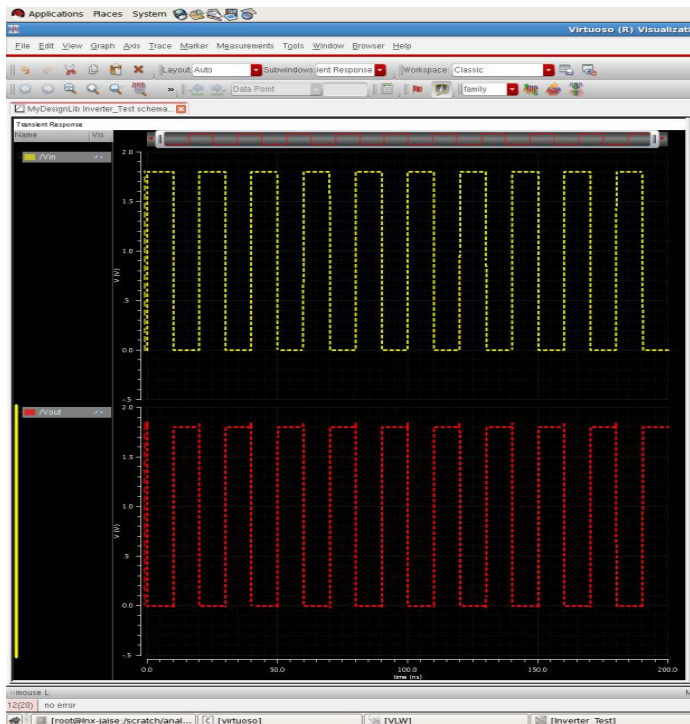 Applications Places System
Virtuoso (R) Visualizati
File Edit View Graph Axis Trace Marker Measurements Tools Window Browser Help
Layout: Auto Subwindows: ient Response Workspace: Classic
» Data Point family
MyDesignLib Inverter_Test schema...
Transient Response
Name Vis
/Vin
2.0
1.5
1.0
V (V)
.5
0.0
-.5
/Vout
2.0
1.5
1.0
V (V)
.5
0.0
-.5
0.0 50.0 100.0 150.0 200.0
time (ns)
mouse L: M
12(20) no error
[root@lnx-jaise:/scratch/anal... [virtuoso] [VLW] [Inverter_Test]